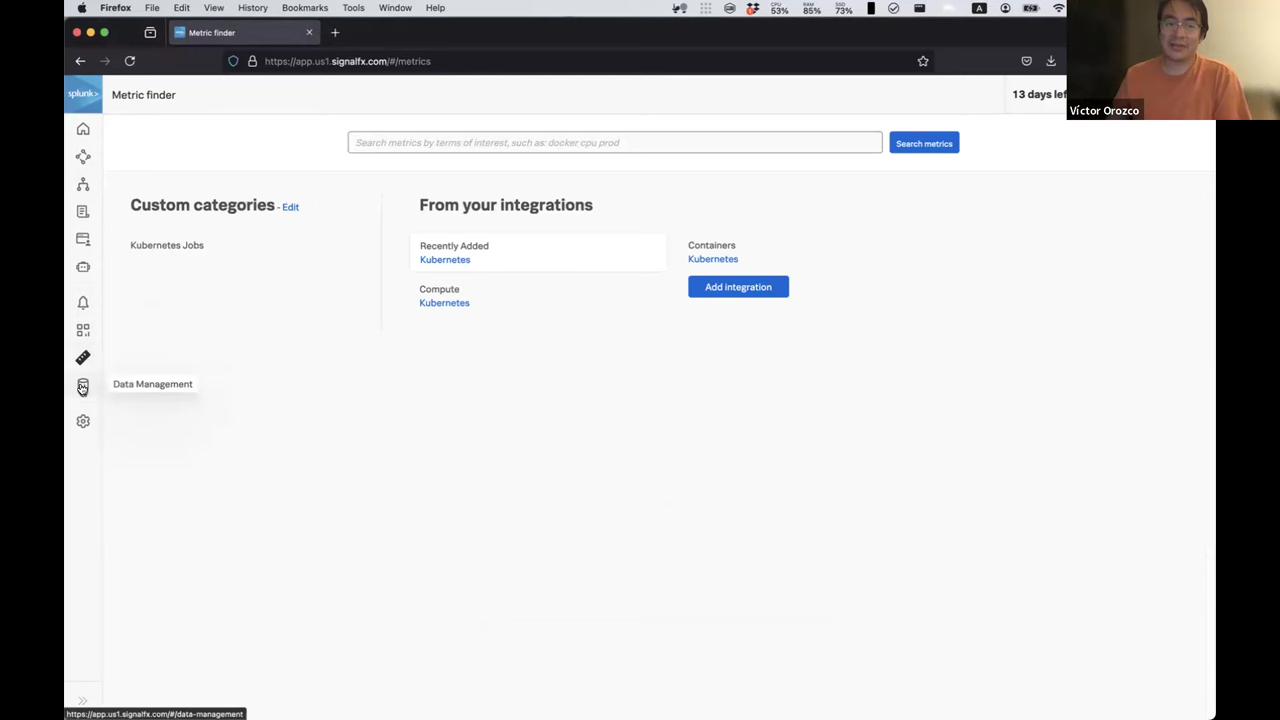 Firefox File Edit View History Bookmarks Tools Window Help
CPU 53% RAM 85% SSD 73% A
Metric finder
https://app.us1.signalfx.com/#/metrics
splunk>
Metric finder
13 days lef
Víctor Orozco
Search metrics by terms of interest, such as: docker cpu prod
Search metrics
Custom categories - Edit
From your integrations
Kubernetes Jobs
Recently Added
Kubernetes
Containers
Kubernetes
Compute
Kubernetes
Add integration
Data Management
https://app.us1.signalfx.com/#/data-management